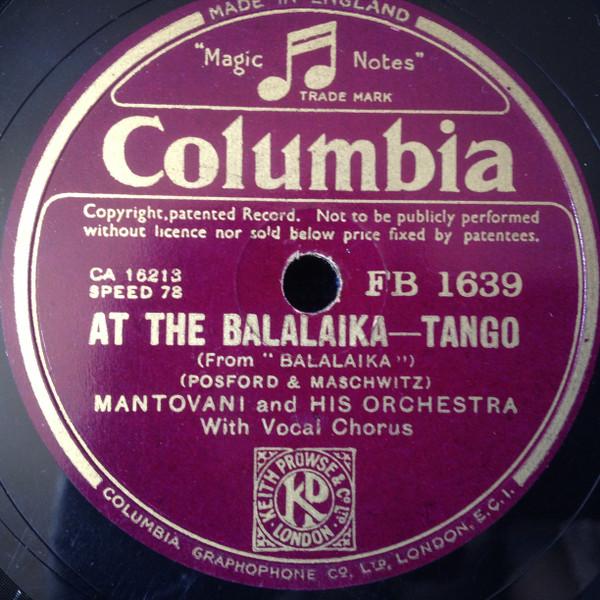 MADE IN ENGLAND
"Magic Notes"
TRADE MARK
Columbia
Copyright, patented Record. Not to be publicly performed
without licence nor sold below price fixed by patentees.
CA 16213
SPEED 78
FB 1639
AT THE BALALAIKA—TANGO
(From "BALALAIKA")
(POSFORD & MASCHWITZ)
MANTOVANI and HIS ORCHESTRA
With Vocal Chorus
KEITH PROWSE & Co Ltd.
KP
LONDON
COLUMBIA GRAPHOPHONE Co., LTD., LONDON, E.C.1.